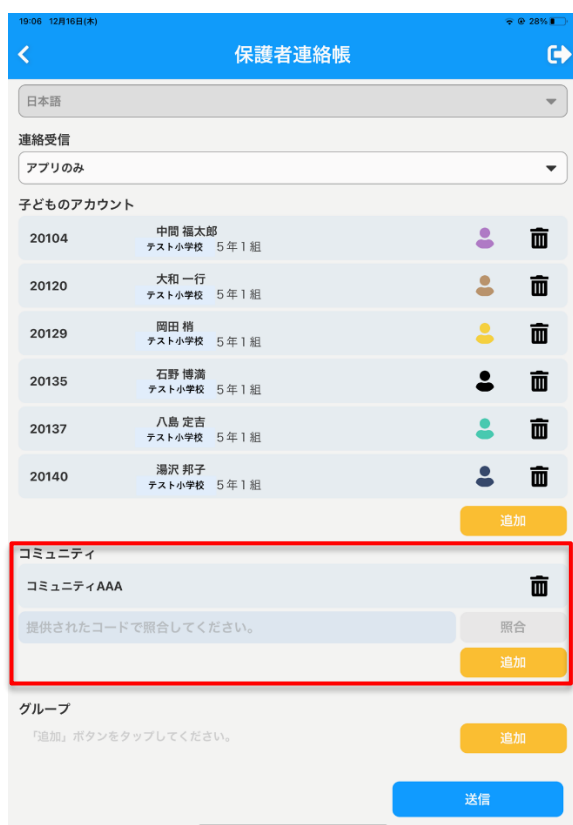 19:06 12月16日(木) 28%
保護者連絡帳
日本語
連絡受信
アプリのみ
子どものアカウント
20104 中間 福太郎
テスト小学校 5年1組
20120 大和 一行
テスト小学校 5年1組
20129 岡田 梢
テスト小学校 5年1組
20135 石野 博満
テスト小学校 5年1組
20137 八島 定吉
テスト小学校 5年1組
20140 湯沢 邦子
テスト小学校 5年1組
追加
コミュニティ
コミュニティAAA
提供されたコードで照合してください。 照合
追加
グループ
「追加」ボタンをタップしてください。 追加
送信